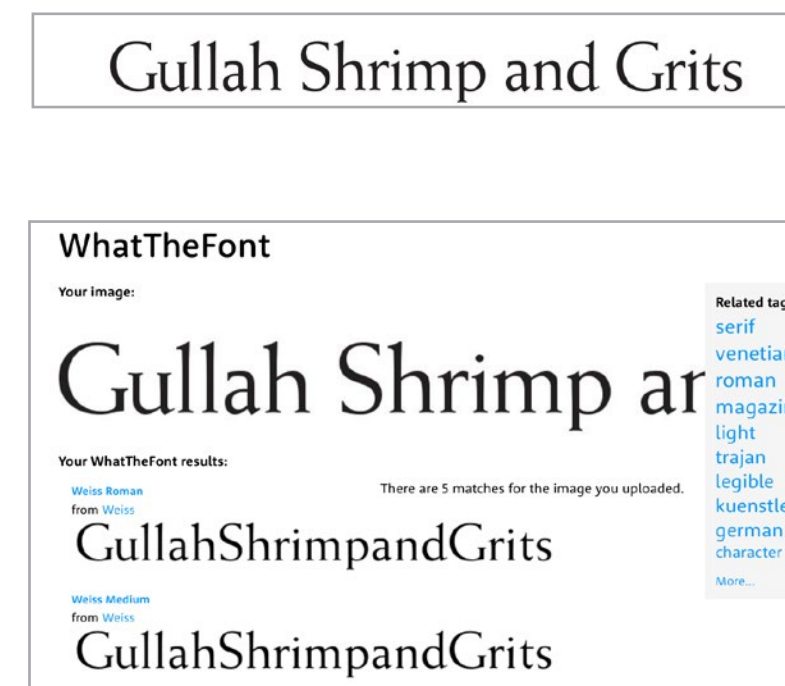 Gullah Shrimp and Grits
WhatTheFont
Your image:
Gullah Shrimp ar
Your WhatTheFont results:
There are 5 matches for the image you uploaded.
Weiss Roman
from Weiss
GullahShrimpandGrits
Weiss Medium
from Weiss
GullahShrimpandGrits
Related tag
serif
venetian
roman
magazi
light
trajan
legible
kuenstle
german
character
More...